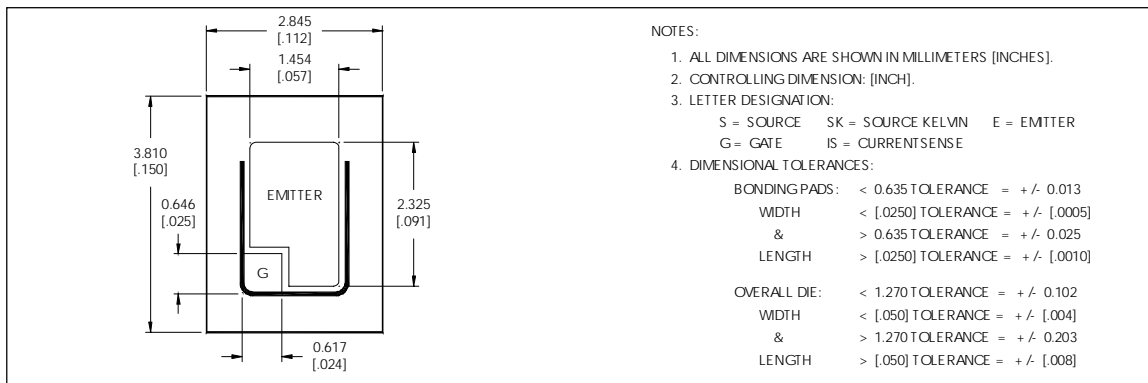 2.845
[.112]
1.454
[.057]
3.810
[.150]
0.646
[.025]
EMITTER
2.325
[.091]
G
0.617
[.024]
NOTES:
1. ALL DIMENSIONS ARE SHOWN IN MILLIMETERS [INCHES].
2. CONTROLLING DIMENSION: [INCH].
3. LETTER DESIGNATION:
S = SOURCE SK = SOURCE KELVIN E = EMITTER
G = GATE IS = CURRENT SENSE
4. DIMENSIONAL TOLERANCES:
BONDING PADS: < 0.635 TOLERANCE = + /- 0.013
WIDTH < [.0250] TOLERANCE = + /- [.0005]
& > 0.635 TOLERANCE = + /- 0.025
LENGTH > [.0250] TOLERANCE = + /- [.0010]
OVERALL DIE: < 1.270 TOLERANCE = + /- 0.102
WIDTH < [.050] TOLERANCE = + /- [.004]
& > 1.270 TOLERANCE = + /- 0.203
LENGTH > [.050] TOLERANCE = + /- [.008]